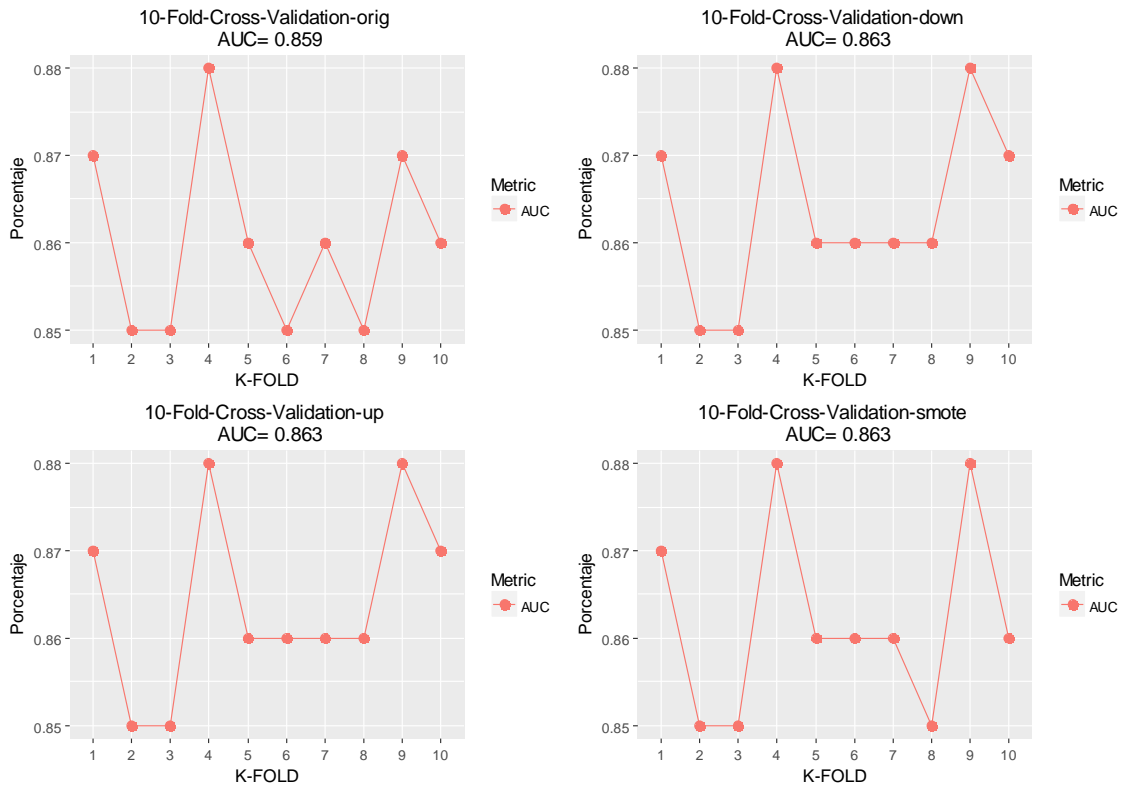 10-Fold-Cross-Validation-orig
AUC= 0.859
Porcentaje
0.88
0.87
0.86
0.85
1 2 3 4 5 6 7 8 9 10
K-FOLD
Metric
AUC
10-Fold-Cross-Validation-down
AUC= 0.863
Porcentaje
0.88
0.87
0.86
0.85
1 2 3 4 5 6 7 8 9 10
K-FOLD
Metric
AUC
10-Fold-Cross-Validation-up
AUC= 0.863
Porcentaje
0.88
0.87
0.86
0.85
1 2 3 4 5 6 7 8 9 10
K-FOLD
Metric
AUC
10-Fold-Cross-Validation-smote
AUC= 0.863
Porcentaje
0.88
0.87
0.86
0.85
1 2 3 4 5 6 7 8 9 10
K-FOLD
Metric
AUC